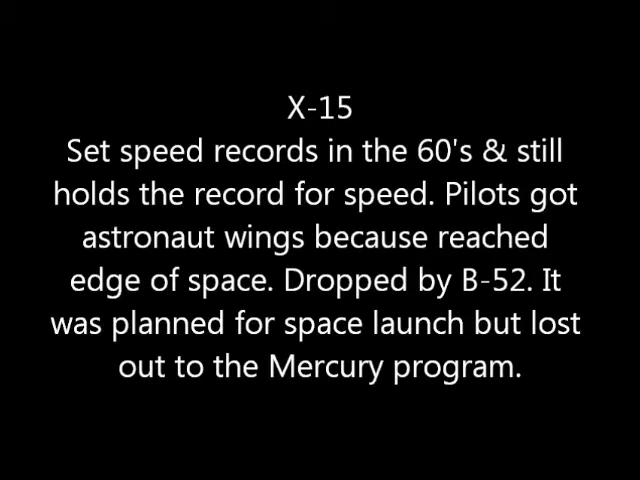 X-15
Set speed records in the 60's & still
holds the record for speed. Pilots got
astronaut wings because reached
edge of space. Dropped by B-52. It
was planned for space launch but lost
out to the Mercury program.